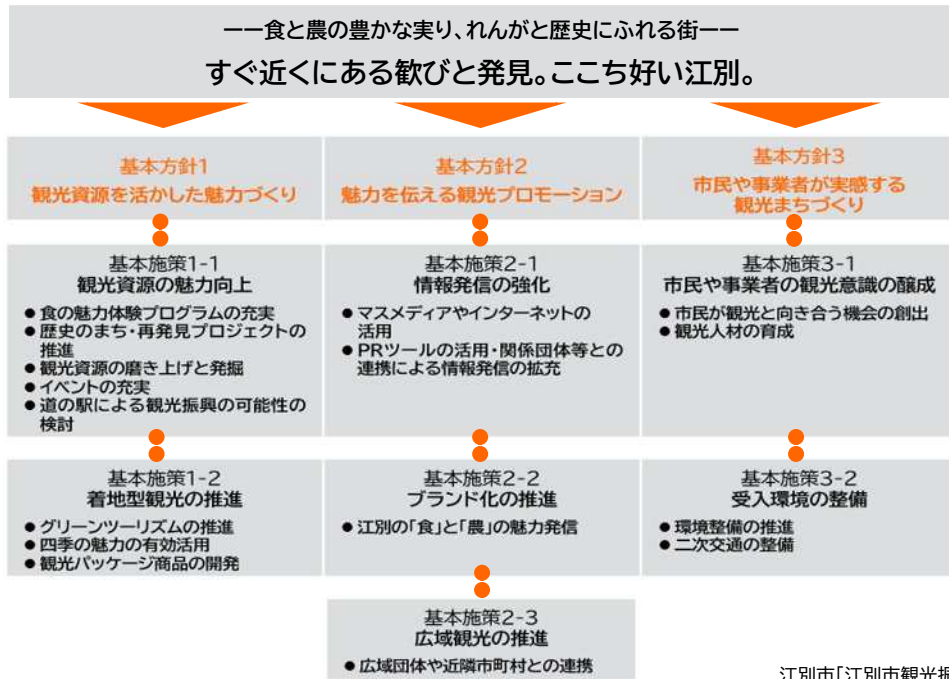 ーー食と農の豊かな実り、れんがと歴史にふれる街ーー
すぐ近くにある歓びと発見。ここち好い江別。
基本方針1
観光資源を活かした魅力づくり
基本施策1-1
観光資源の魅力向上
●食の魅力体験プログラムの充実
●歴史のまち・再発見プロジェクトの
推進
●観光資源の磨き上げと発掘
●イベントの充実
●道の駅による観光振興の可能性の
検討
基本施策1-2
着地型観光の推進
●グリーンツーリズムの推進
●四季の魅力の有効活用
●観光パッケージ商品の開発
基本方針2
魅力を伝える観光プロモーション
基本施策2-1
情報発信の強化
●マスメディアやインターネットの
活用
●PRツールの活用・関係団体等との
連携による情報発信の拡充
基本施策2-2
ブランド化の推進
●江別の「食」と「農」の魅力発信
基本施策2-3
広域観光の推進
●広域団体や近隣市町村との連携
基本方針3
市民や事業者が実感する
観光まちづくり
基本施策3-1
市民や事業者の観光意識の醸成
●市民が観光と向き合う機会の創出
●観光人材の育成
基本施策3-2
受入環境の整備
●環境整備の推進
●二次交通の整備
江別市「江別市観光振